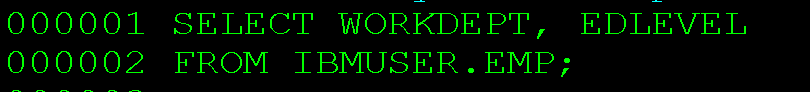 000001 SELECT WORKDEPT, EDLEVEL
000002 FROM IBMUSER.EMP;